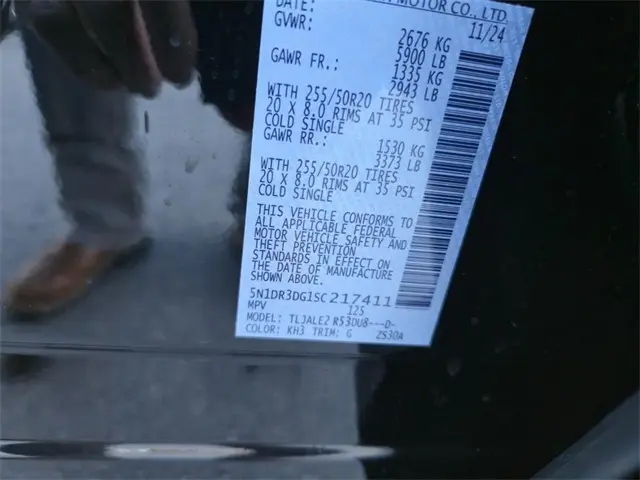 DATE:
MOTOR CO., LTD.
11/24
GVWR:
2676 KG
5900 LB
GAWR FR.:
1335 KG
2943 LB
WITH 255/50R20 TIRES
20 X 8.0 RIMS AT 35 PSI
COLD SINGLE
GAWR RR.:
1530 KG
3373 LB
WITH 255/50R20 TIRES
20 X 8.0 RIMS AT 35 PSI
COLD SINGLE
THIS VEHICLE CONFORMS TO
ALL APPLICABLE FEDERAL
MOTOR VEHICLE SAFETY AND
THEFT PREVENTION
STANDARDS IN EFFECT ON
THE DATE OF MANUFACTURE
SHOWN ABOVE.
5N1DR3DG1SC217411
MPV 125
MODEL: TLJALE2 R53DU8---D-
COLOR: KH3 TRIM: G ZS30A